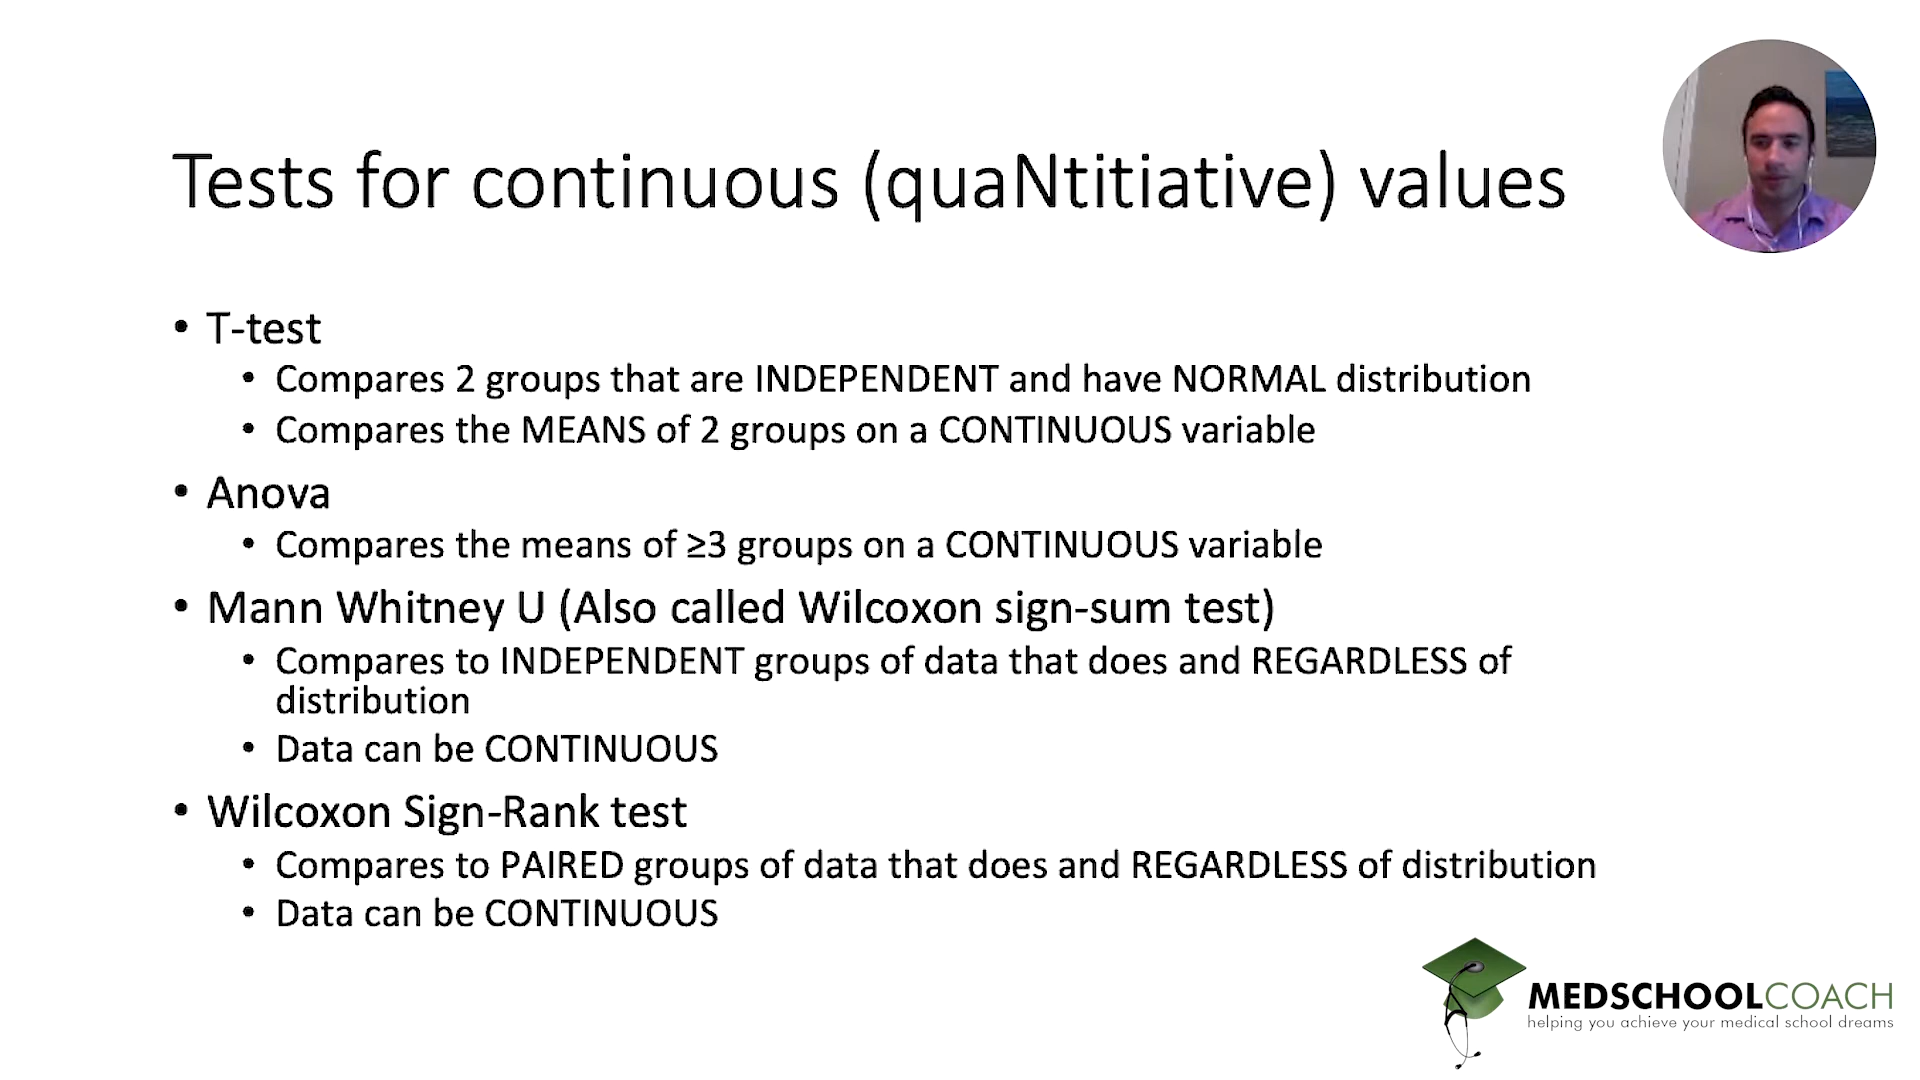 Tests for continuous (quaNtitiative) values
• T-test
• Compares 2 groups that are INDEPENDENT and have NORMAL distribution
• Compares the MEANS of 2 groups on a CONTINUOUS variable
• Anova
• Compares the means of ≥3 groups on a CONTINUOUS variable
• Mann Whitney U (Also called Wilcoxon sign-sum test)
• Compares to INDEPENDENT groups of data that does and REGARDLESS of
distribution
• Data can be CONTINUOUS
• Wilcoxon Sign-Rank test
• Compares to PAIRED groups of data that does and REGARDLESS of distribution
• Data can be CONTINUOUS
MEDSCHOOLCOACH
helping you achieve your medical school dreams